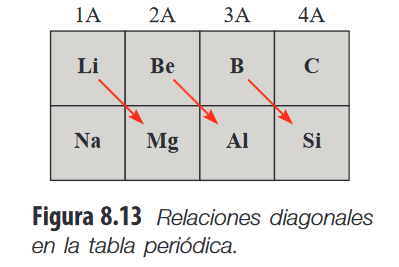 1A 2A 3A 4A
Li Be B C
Na Mg Al Si
Figura 8.13 Relaciones diagonales
en la tabla periódica.